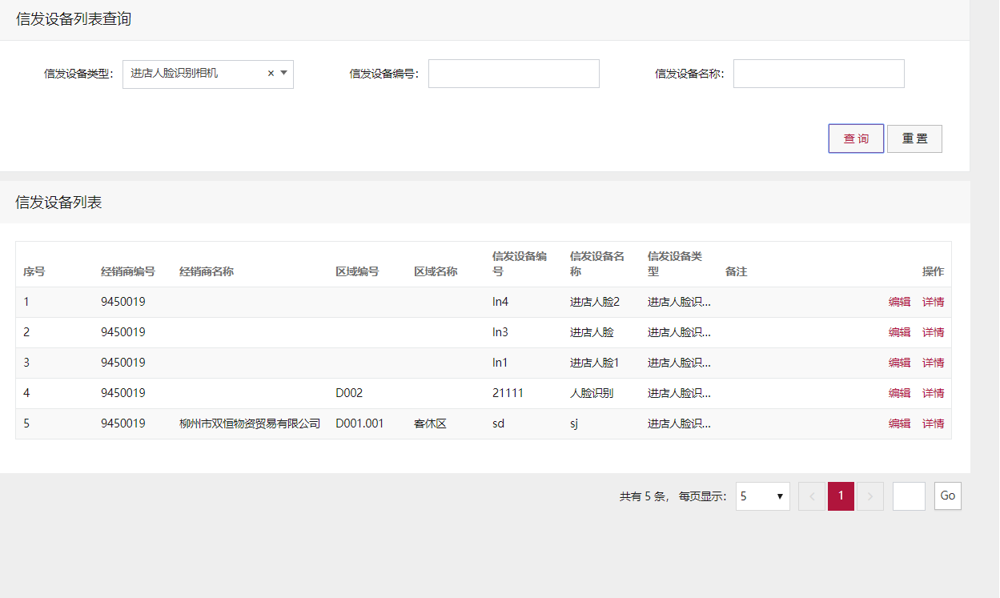 信发设备列表查询
信发设备类型： 进店人脸识别相机 × ▼ 信发设备编号： 信发设备名称：
查 询 重 置
信发设备列表
序号 经销商编号 经销商名称 区域编号 区域名称 信发设备编号 信发设备名称 信发设备类型 备注 操作
1 9450019 In4 进店人脸2 进店人脸识... 编辑 详情
2 9450019 In3 进店人脸 进店人脸识... 编辑 详情
3 9450019 In1 进店人脸1 进店人脸识... 编辑 详情
4 9450019 D002 21111 人脸识别 进店人脸识... 编辑 详情
5 9450019 柳州市双恒物资贸易有限公司 D001.001 客休区 sd sj 进店人脸识... 编辑 详情
共有 5 条， 每页显示： 5 ▼ < 1 > Go